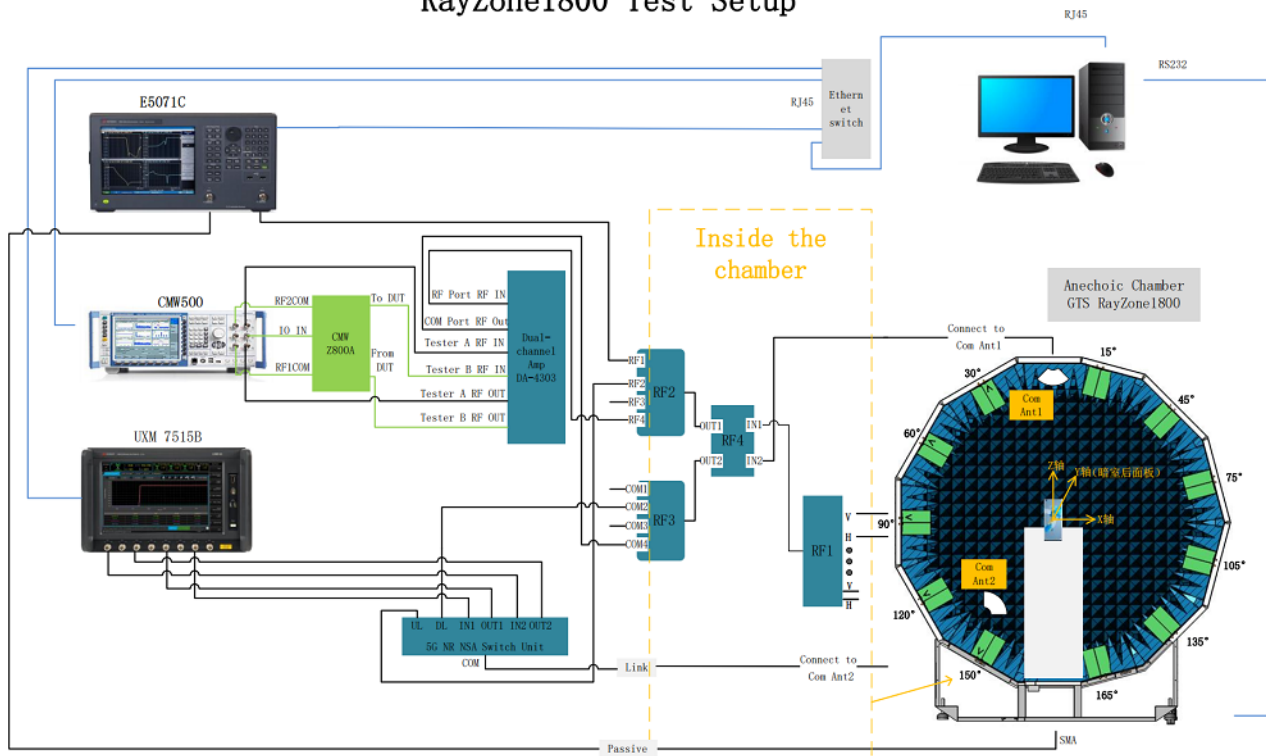 RayZone1800 Test Setup
RJ45
RS232
E5071C
RJ45
Ethern
et
switch
Inside the
chamber
Anechoic Chamber
GTS RayZone1800
CMW500
RF2COM
IO IN
RF1COM
CMW
Z800A
To DUT
From
DUT
RF Port RF IN
COM Port RF Out
Tester A RF IN
Tester B RF IN
Tester A RF OUT
Tester B RF OUT
Dual-
channel
Amp
DA-4303
Connect to
Com Ant1
RF1
RF2
RF3
RF4
RF2
OUT1
OUT2
RF4
IN1
IN2
COM1
COM2
COM3
COM4
RF3
RF1
V
H
V
H
15°
30°
45°
60°
75°
90°
105°
120°
135°
150°
165°
Com
Ant1
Z轴
Y轴(暗室后面板)
X轴
Com
Ant2
UXM 7515B
UL DL IN1 OUT1 IN2 OUT2
5G NR NSA Switch Unit
COM
Link
Connect to
Com Ant2
Passive
SMA